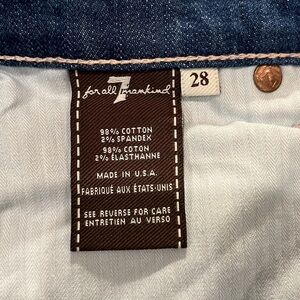 for all 7 mankind
28
98% COTTON
2% SPANDEX
98% COTON
2% ÉLASTHANNE
MADE IN U.S.A.
FABRIQUÉ AUX ÉTATS-UNIS
SEE REVERSE FOR CARE
ENTRETIEN AU VERSO